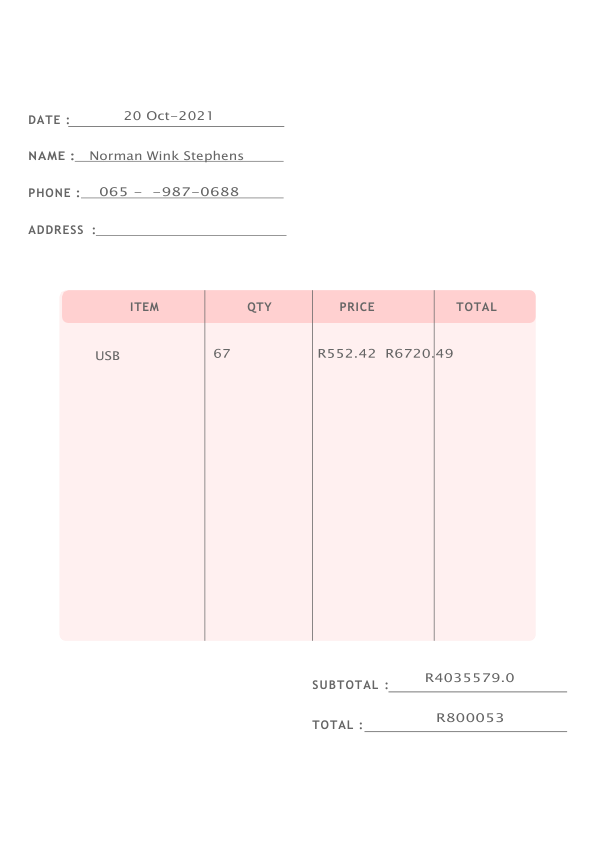 DATE : 20 Oct-2021
NAME : Norman Wink Stephens
PHONE : 065 - -987-0688
ADDRESS :
ITEM QTY PRICE TOTAL
USB 67 R552.42 R6720.49
SUBTOTAL : R4035579.0
TOTAL : R800053